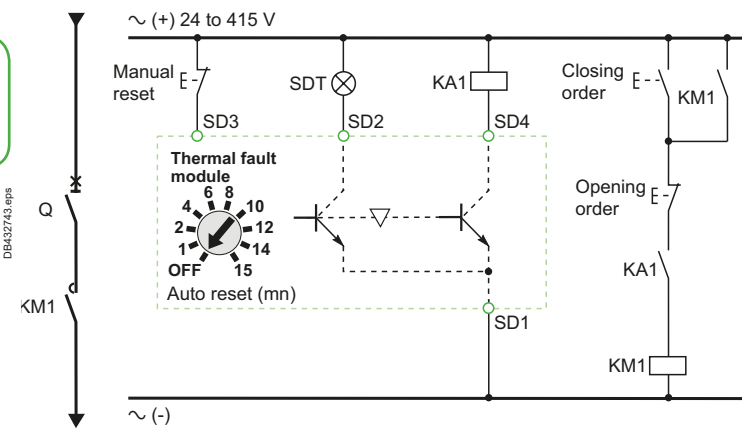 ∼ (+) 24 to 415 V
Manual
reset
SDT
KA1
Closing
order
KM1
SD3
SD2
SD4
Thermal fault
module
6 8
4 10
2 12
1 14
OFF 15
Auto reset (mn)
SD1
Opening
order
KA1
KM1
∼ (-)
Q
KM1
DB432743.eps